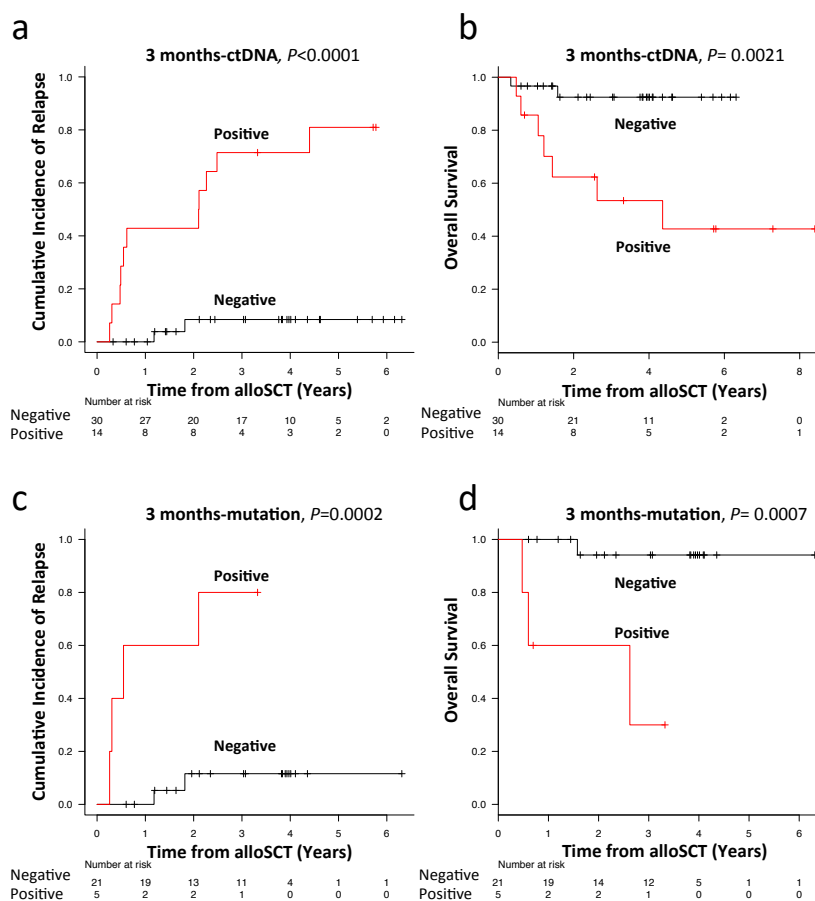 a
3 months-ctDNA, P<0.0001
Cumulative Incidence of Relapse
1.0
0.8
0.6
0.4
0.2
0.0
Positive
Negative
0 1 2 3 4 5 6
Time from alloSCT (Years)
Number at risk
Negative 30 27 20 17 10 5 2
Positive 14 8 8 4 3 2 0
b
3 months-ctDNA, P= 0.0021
Overall Survival
1.0
0.8
0.6
0.4
0.2
0.0
Negative
Positive
0 2 4 6 8
Time from alloSCT (Years)
Number at risk
Negative 30 21 11 2 0
Positive 14 8 5 2 1
c
3 months-mutation, P=0.0002
Cumulative Incidence of Relapse
1.0
0.8
0.6
0.4
0.2
0.0
Positive
Negative
0 1 2 3 4 5 6
Time from alloSCT (Years)
Number at risk
Negative 21 19 13 11 4 1 1
Positive 5 2 2 1 0 0 0
d
3 months-mutation, P= 0.0007
Overall Survival
1.0
0.8
0.6
0.4
0.2
0.0
Negative
Positive
0 1 2 3 4 5 6
Time from alloSCT (Years)
Number at risk
Negative 21 19 14 12 5 1 1
Positive 5 2 2 1 0 0 0